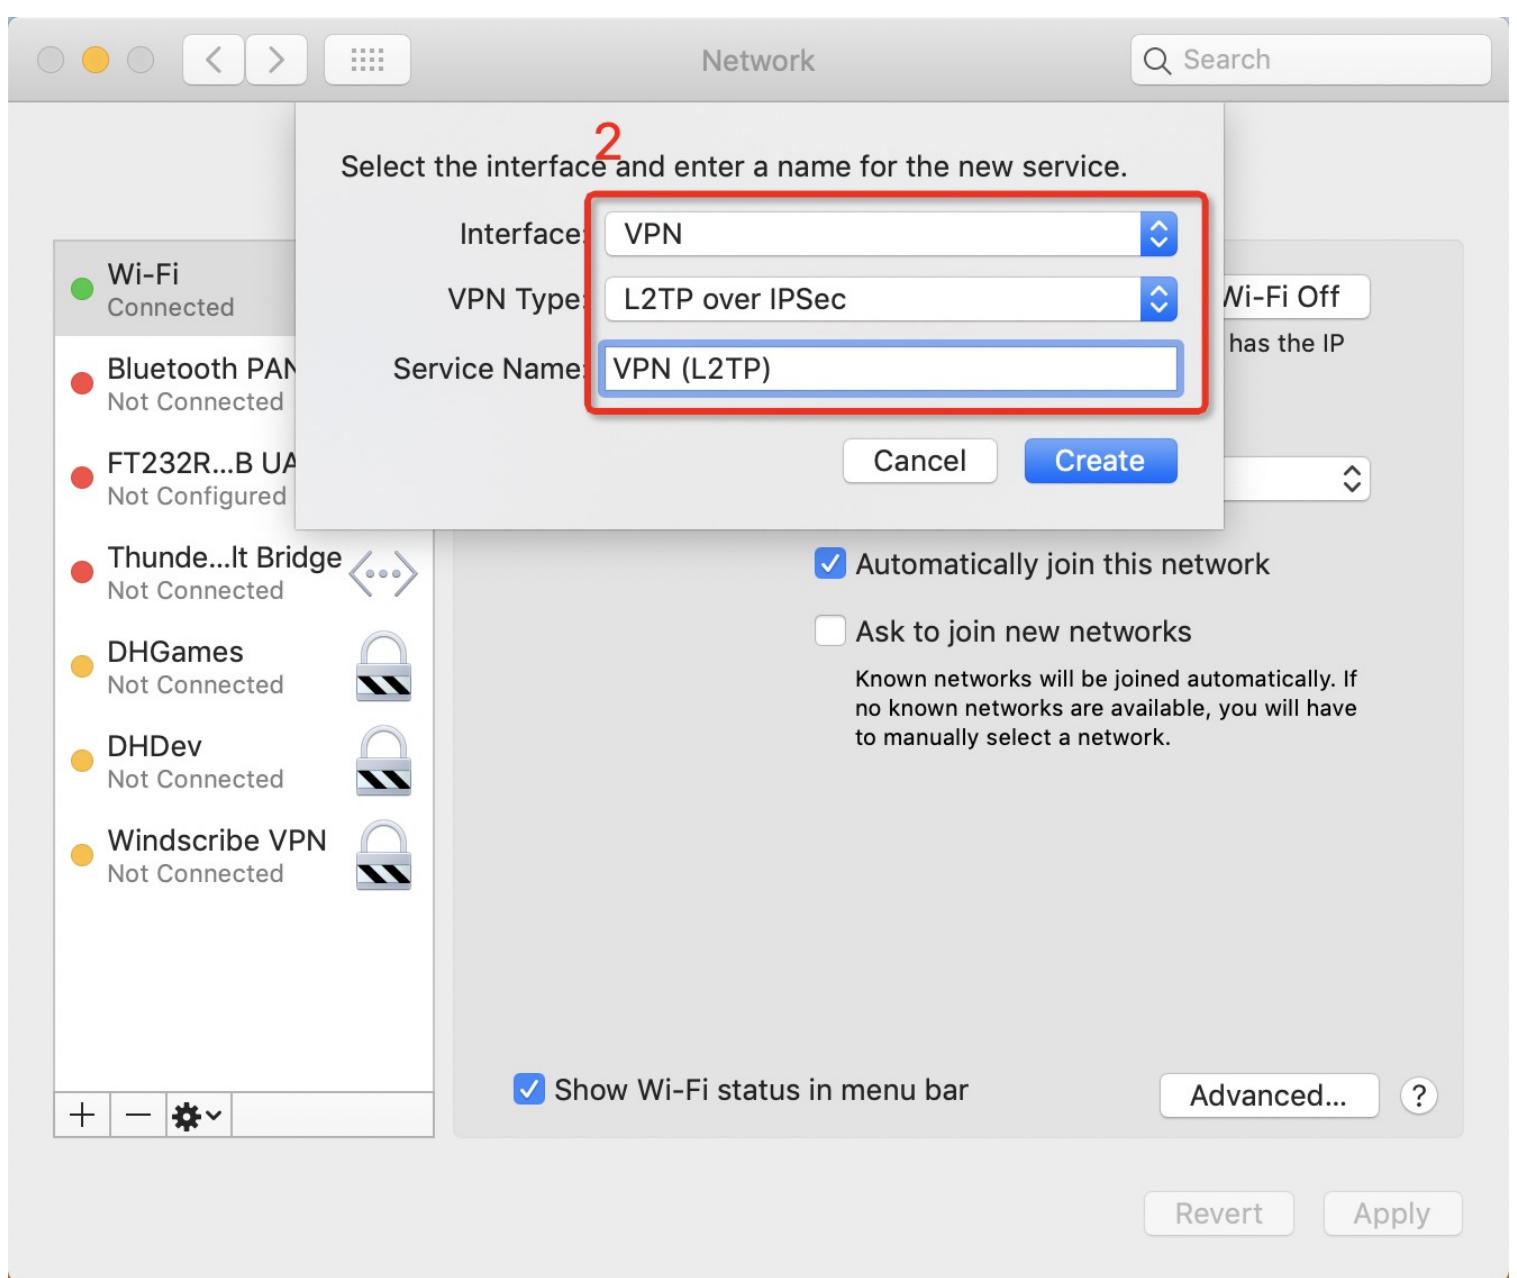 Network
Search
2
Select the interface and enter a name for the new service.
Interface:
VPN
VPN Type:
L2TP over IPSec
Service Name:
VPN (L2TP)
Cancel
Create
Wi-Fi
Connected
Bluetooth PAN
Not Connected
FT232R...B UA
Not Configured
Thunde...lt Bridge
Not Connected
DHGames
Not Connected
DHDev
Not Connected
Windscribe VPN
Not Connected
Wi-Fi Off
has the IP
Automatically join this network
Ask to join new networks
Known networks will be joined automatically. If
no known networks are available, you will have
to manually select a network.
Show Wi-Fi status in menu bar
Advanced...
?
Revert
Apply